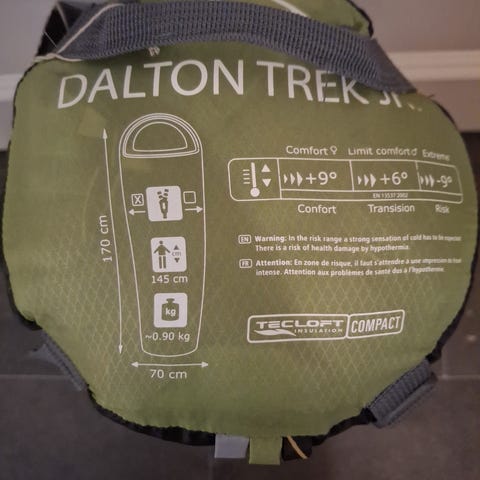 DALTON TREK JR.
Comfort ♀ Limit comfort ♂ Extreme
+9° +6° -9°
EN 13537 2002
Comfort Transision Risk
X
170 cm
cm
145 cm
kg
~0.90 kg
70 cm
EN Warning: In the risk range a strong sensation of cold has to be expected
There is a risk of health damage by hypothermia.
FR Attention: En zone de risque, il faut s'attendre a une impression de froid
intense. Attention aux problèmes de santé dus à l'hypothermie.
TECLOFT COMPACT
INSULATION